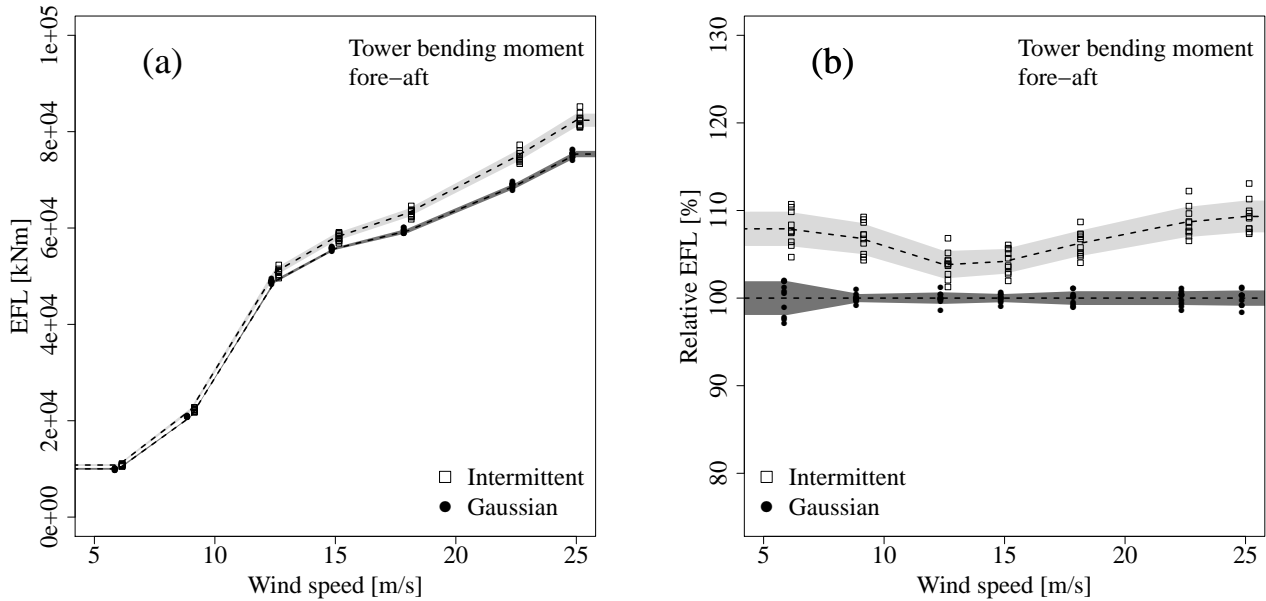 (a)
Tower bending moment
fore−aft
EFL [kNm]
1e+05
8e+04
6e+04
4e+04
2e+04
0e+00
Intermittent
Gaussian
5 10 15 20 25
Wind speed [m/s]
(b)
Tower bending moment
fore−aft
Relative EFL [%]
130
120
110
100
90
80
Intermittent
Gaussian
5 10 15 20 25
Wind speed [m/s]